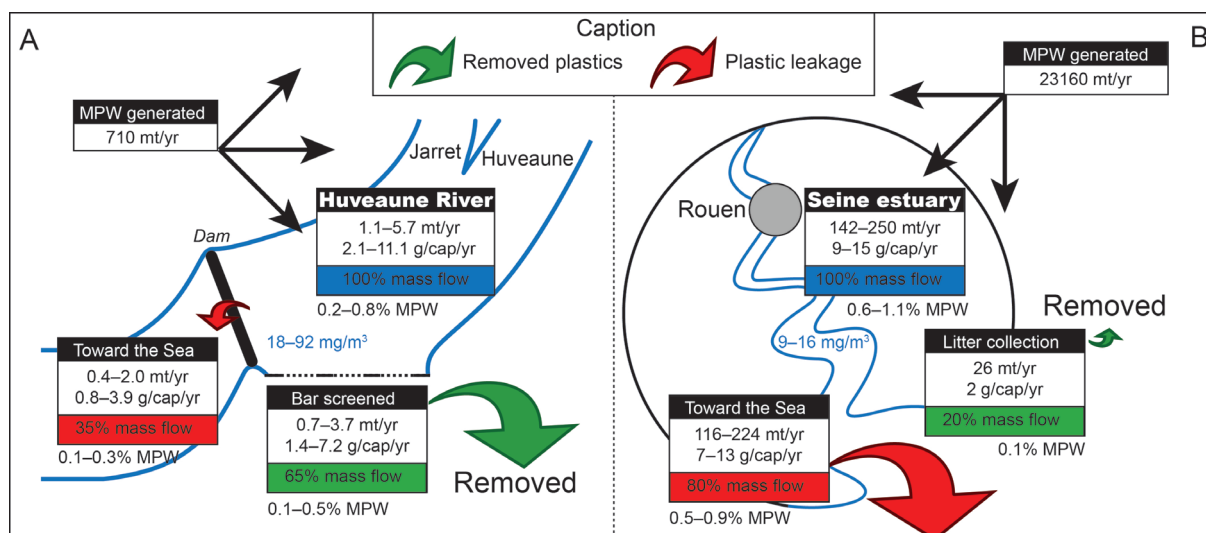 A
Caption
Removed plastics
Plastic leakage
B
MPW generated
710 mt/yr
Jarret
Huveaune
Dam
Huveaune River
1.1–5.7 mt/yr
2.1–11.1 g/cap/yr
100% mass flow
0.2–0.8% MPW
18–92 mg/m³
Toward the Sea
0.4–2.0 mt/yr
0.8–3.9 g/cap/yr
35% mass flow
0.1–0.3% MPW
Bar screened
0.7–3.7 mt/yr
1.4–7.2 g/cap/yr
65% mass flow
0.1–0.5% MPW
Removed
MPW generated
23160 mt/yr
Rouen
Seine estuary
142–250 mt/yr
9–15 g/cap/yr
100% mass flow
0.6–1.1% MPW
9–16 mg/m³
Removed
Litter collection
26 mt/yr
2 g/cap/yr
20% mass flow
0.1% MPW
Toward the Sea
116–224 mt/yr
7–13 g/cap/yr
80% mass flow
0.5–0.9% MPW